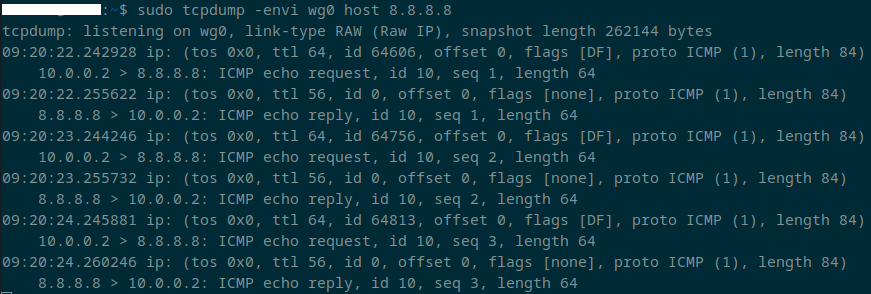 :~$ sudo tcpdump -envi wg0 host 8.8.8.8
tcpdump: listening on wg0, link-type RAW (Raw IP), snapshot length 262144 bytes
09:20:22.242928 ip: (tos 0x0, ttl 64, id 64606, offset 0, flags [DF], proto ICMP (1), length 84)
    10.0.0.2 > 8.8.8.8: ICMP echo request, id 10, seq 1, length 64
09:20:22.255622 ip: (tos 0x0, ttl 56, id 0, offset 0, flags [none], proto ICMP (1), length 84)
    8.8.8.8 > 10.0.0.2: ICMP echo reply, id 10, seq 1, length 64
09:20:23.244246 ip: (tos 0x0, ttl 64, id 64756, offset 0, flags [DF], proto ICMP (1), length 84)
    10.0.0.2 > 8.8.8.8: ICMP echo request, id 10, seq 2, length 64
09:20:23.255732 ip: (tos 0x0, ttl 56, id 0, offset 0, flags [none], proto ICMP (1), length 84)
    8.8.8.8 > 10.0.0.2: ICMP echo reply, id 10, seq 2, length 64
09:20:24.245881 ip: (tos 0x0, ttl 64, id 64813, offset 0, flags [DF], proto ICMP (1), length 84)
    10.0.0.2 > 8.8.8.8: ICMP echo request, id 10, seq 3, length 64
09:20:24.260246 ip: (tos 0x0, ttl 56, id 0, offset 0, flags [none], proto ICMP (1), length 84)
    8.8.8.8 > 10.0.0.2: ICMP echo reply, id 10, seq 3, length 64